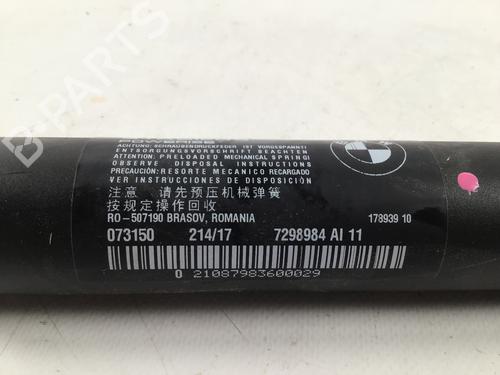 POWERISE
ACHTUNG: SCHRAUBENDRUCKFEDER IST VORGESPANNT!
ENTSORGUNGSVORSCHRIFT BEACHTEN
ATTENTION: PRELOADED MECHANICAL SPRING!
OBSERVE DISPOSAL INSTRUCTIONS
PRECAUCIÓN: RESORTE MECANICO RECARGADO
VER INSTRUCCIONES DE DISPOSICIÓN
注意 请先预压机械弹簧
按规定操作回收
RO-507190 BRASOV, ROMANIA 178939 10
073150 214/17 7298984 AI 11
0 21087983600029